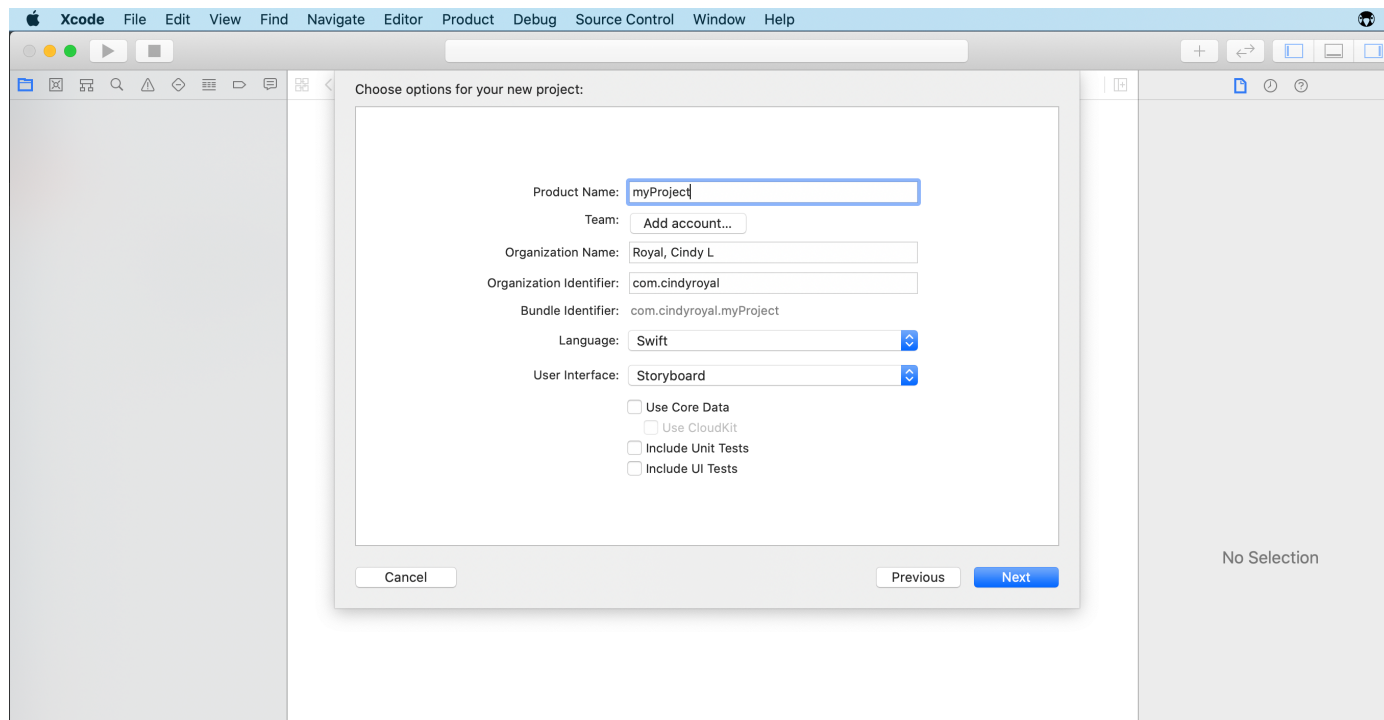 Xcode File Edit View Find Navigate Editor Product Debug Source Control Window Help
Choose options for your new project:
Product Name: myProject
Team: Add account...
Organization Name: Royal, Cindy L
Organization Identifier: com.cindyroyal
Bundle Identifier: com.cindyroyal.myProject
Language: Swift
User Interface: Storyboard
Use Core Data
Use CloudKit
Include Unit Tests
Include UI Tests
Cancel Previous Next
No Selection